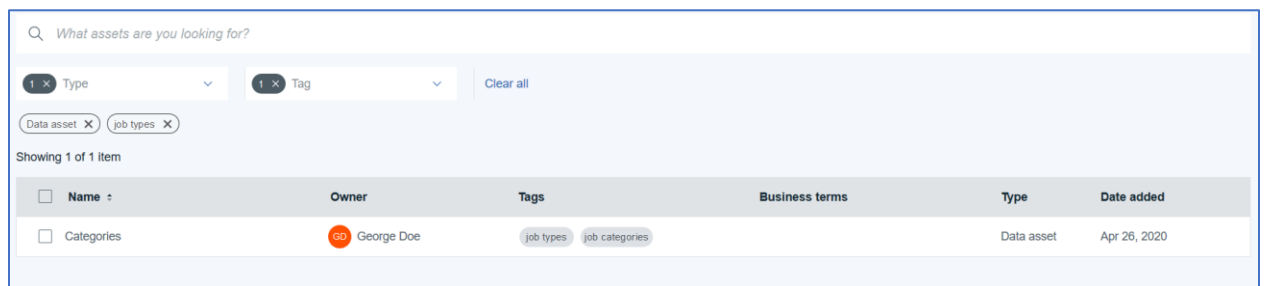 What assets are you looking for?
1 × Type 1 × Tag Clear all
Data asset X job types X
Showing 1 of 1 item
Name Owner Tags Business terms Type Date added
Categories GD George Doe job types job categories Data asset Apr 26, 2020